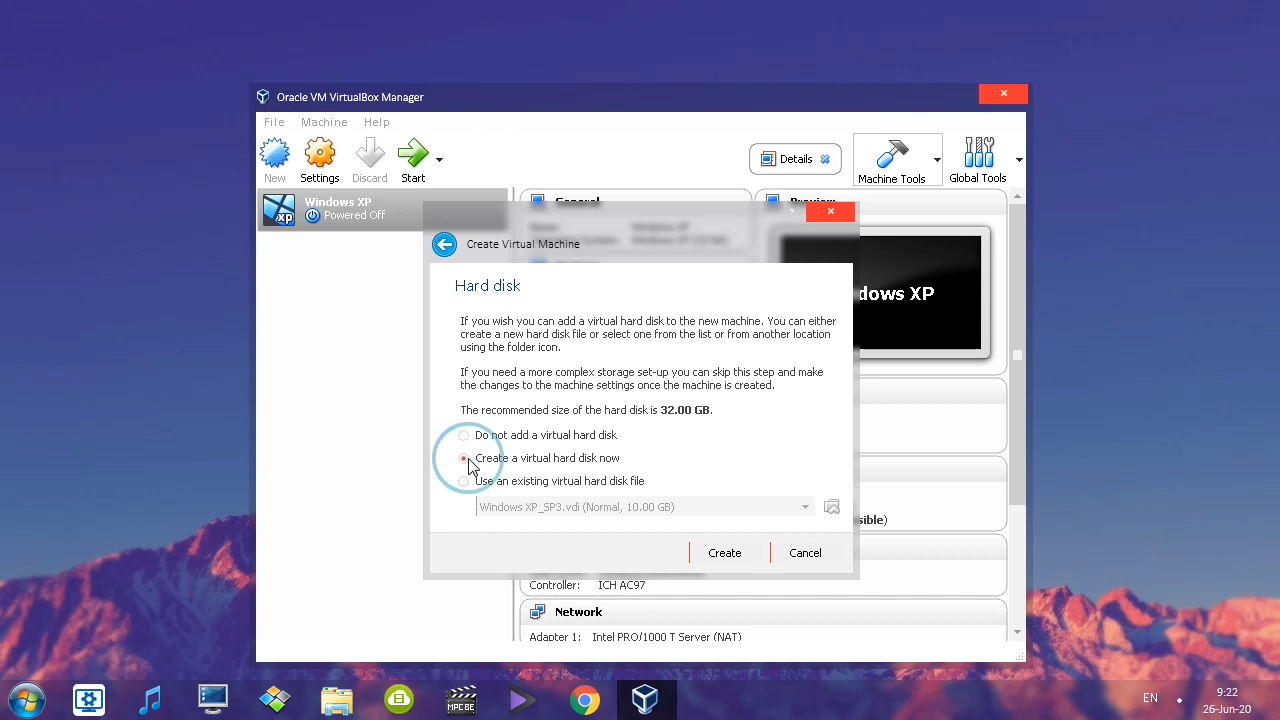 Oracle VM VirtualBox Manager
File Machine Help
New Settings Discard Start
Details
Machine Tools Global Tools
Windows XP
Powered Off
xp
General
Preview
Create Virtual Machine
Hard disk
If you wish you can add a virtual hard disk to the new machine. You can either
create a new hard disk file or select one from the list or from another location
using the folder icon.
If you need a more complex storage set-up you can skip this step and make
the changes to the machine settings once the machine is created.
The recommended size of the hard disk is 32.00 GB.
Do not add a virtual hard disk
Create a virtual hard disk now
Use an existing virtual hard disk file
Windows XP_SP3.vdi (Normal, 10.00 GB)
Create Cancel
dows XP
sible)
Controller: ICH AC97
Network
Adapter 1: Intel PRO/1000 T Server (NAT)
MPC BE
EN
9:22
26-Jun-20